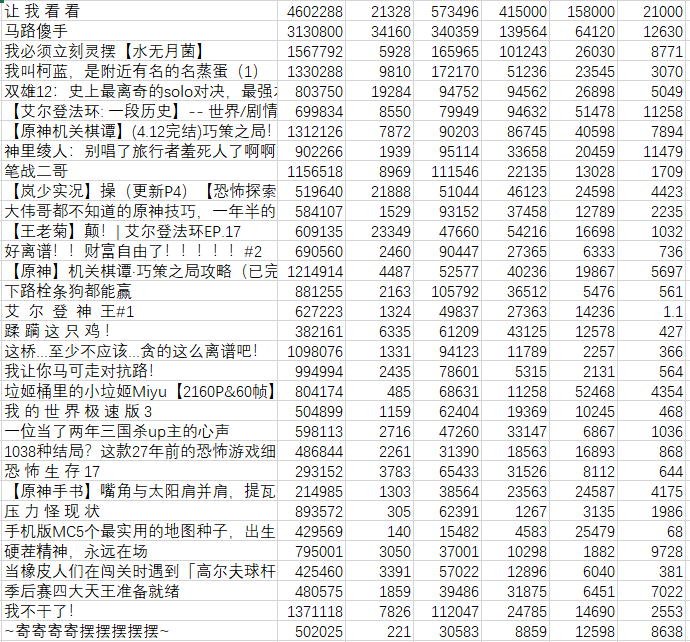 让 我 看 看 4602288 21328 573496 415000 158000 21000
马路傻手 3130800 34160 340359 139564 64120 12630
我必须立刻灵摆【水无月菌】 1567792 5928 165965 101243 26030 8771
我叫柯蓝，是附近有名的名蒸蛋（1） 1330288 9810 172170 51236 23545 3070
双雄12：史上最离奇的solo对决，最强 803750 19284 94752 94562 26898 5049
【艾尔登法环: 一段历史】-- 世界/剧情 699834 8550 79949 94632 51478 11258
【原神机关棋谭】(4.12完结)巧策之局! 1312126 7872 90203 86745 40598 7894
神里绫人：别唱了旅行者羞死人了啊啊 902266 1939 95114 33658 20459 11479
笔战二哥 1156518 8969 111546 22135 13028 1709
【岚少实况】操（更新P4）【恐怖探索 519640 21888 51044 46123 24598 4423
大伟哥都不知道的原神技巧，一年半的 584107 1529 93152 37458 12789 2235
【王老菊】颠！| 艾尔登法环EP.17 609135 23349 47660 54216 16698 1032
好离谱！！财富自由了！！！！！#2 690560 2460 90447 27365 6333 736
【原神】机关棋谭·巧策之局攻略（已完 1214914 4487 52577 40236 19867 5697
下路栓条狗都能赢 881255 2163 105792 36512 5476 561
艾 尔 登 神 王#1 627223 1324 49837 27363 14236 1.1
蹂 躏 这 只 鸡！ 382161 6335 61209 43125 12578 427
这桥...至少不应该...贪的这么离谱吧！ 1098076 1331 94123 11789 2257 366
我让你马可走对抗路！ 994994 2435 78601 5315 2131 564
垃姬桶里的小垃姬Miyu【2160P&60帧】 804174 485 68631 11258 52468 4354
我 的 世 界 极 速 版 3 504899 1159 62404 19369 10245 468
一位当了两年三国杀up主的心声 598113 2716 47260 33147 6867 1036
1038种结局？这款27年前的恐怖游戏细 486844 2261 31390 18563 16893 868
恐 怖 生 存 17 293152 3783 65433 31526 8112 644
【原神手书】嘴角与太阳肩并肩，提瓦 214985 1303 38564 23563 24587 4175
压 力 怪 现 状 893572 305 62391 1267 3135 1986
手机版MC5个最实用的地图种子，出生 429569 140 15482 4583 25479 68
硬茬精神，永远在场 795001 3050 37001 10298 1882 9728
当橡皮人们在闯关时遇到「高尔夫球杆 425460 3391 57022 12896 6040 381
季后赛四大天王准备就绪 480575 1859 39486 31875 6451 7022
我不干了！ 1371118 7826 112047 24785 14690 2553
~寄寄寄寄摆摆摆摆摆~ 502025 221 30583 8859 12598 8638